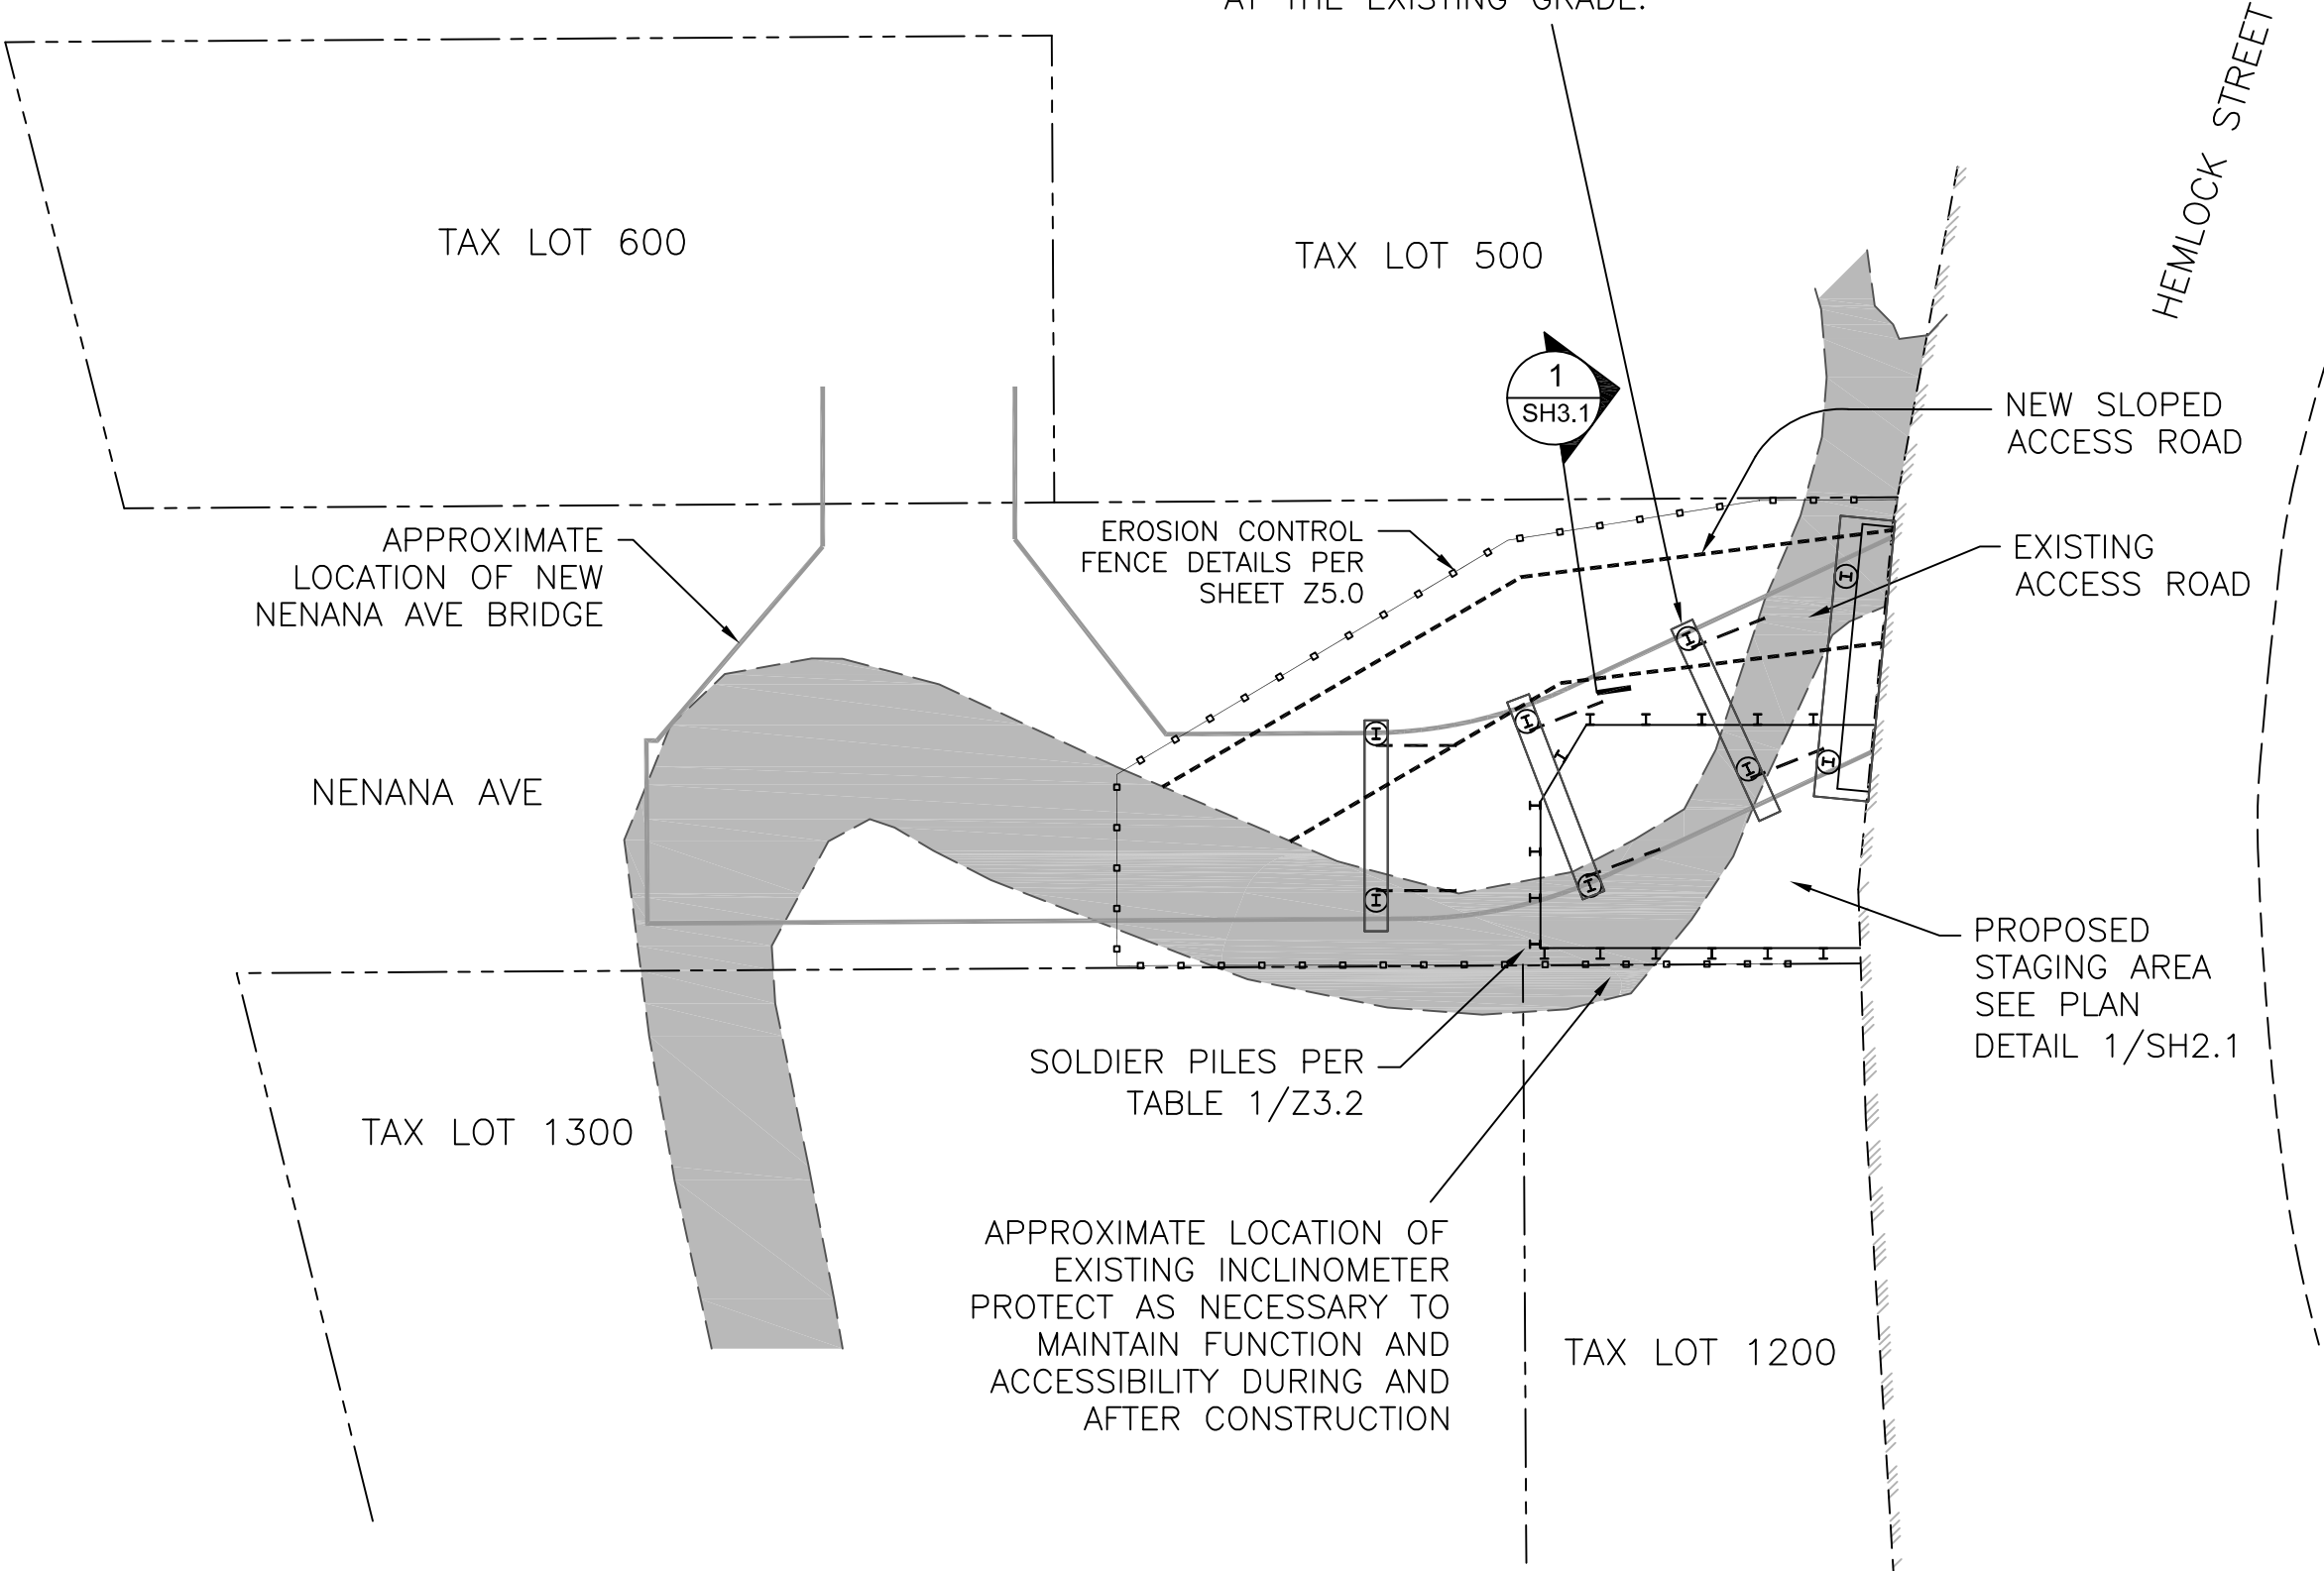 AT THE EXISTING GRADE.
HEMLOCK STREET
TAX LOT 600
TAX LOT 500
1
SH3.1
NEW SLOPED
ACCESS ROAD
APPROXIMATE
LOCATION OF NEW
NENANA AVE BRIDGE
EROSION CONTROL
FENCE DETAILS PER
SHEET Z5.0
EXISTING
ACCESS ROAD
NENANA AVE
PROPOSED
STAGING AREA
SEE PLAN
DETAIL 1/SH2.1
SOLDIER PILES PER
TABLE 1/Z3.2
TAX LOT 1300
APPROXIMATE LOCATION OF
EXISTING INCLINOMETER
PROTECT AS NECESSARY TO
MAINTAIN FUNCTION AND
ACCESSIBILITY DURING AND
AFTER CONSTRUCTION
TAX LOT 1200